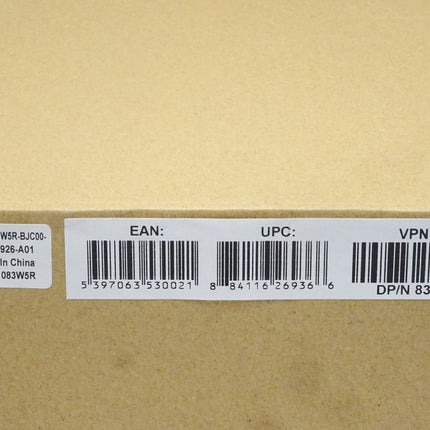 W5R-BJC00-
926-A01
In China
083W5R
EAN:
5 397063 530021
UPC:
8 84116 26936 6
VPN
DP/N 83